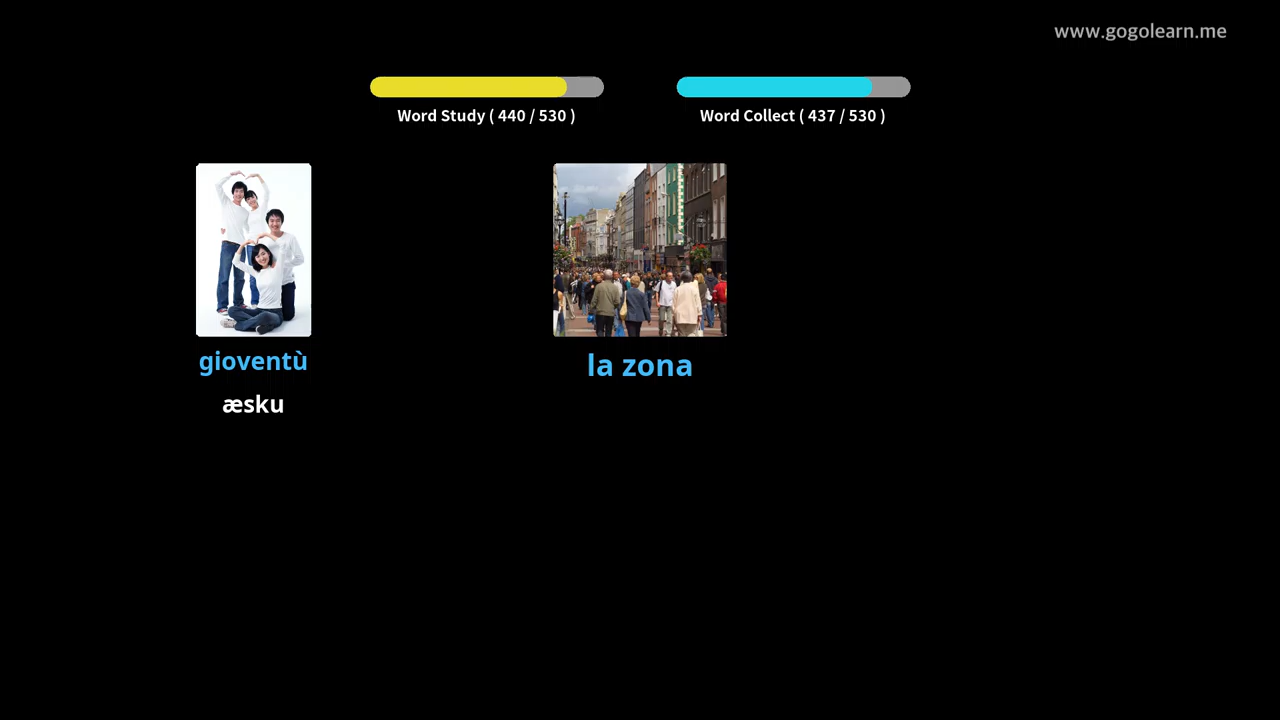 www.gogolearn.me
Word Study ( 440 / 530 )
Word Collect ( 437 / 530 )
gioventù
æsku
la zona